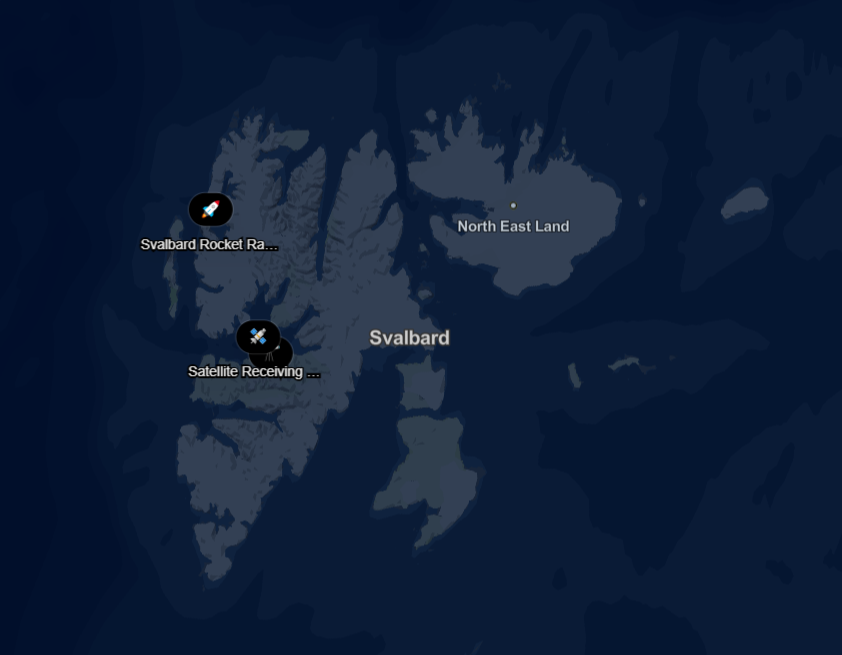 Svalbard Rocket Ra...
North East Land
Svalbard
Satellite Receiving ...